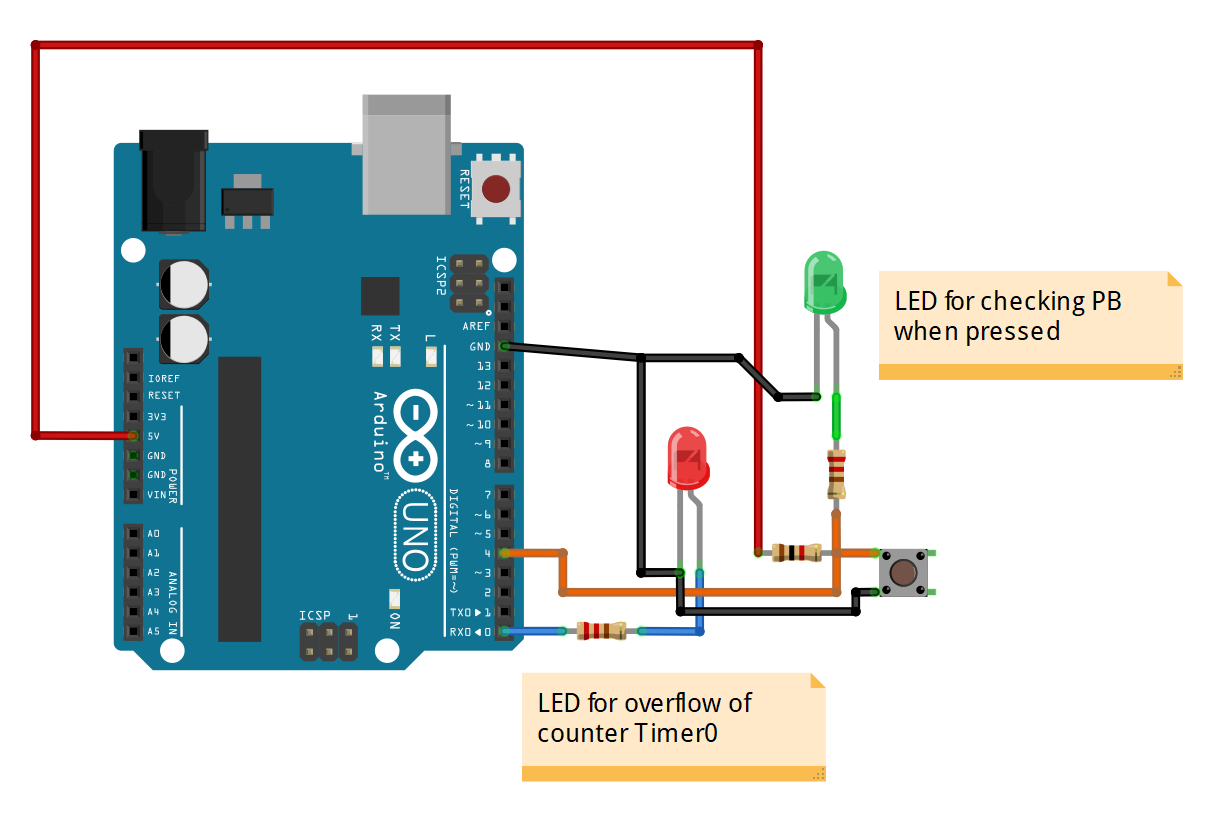 RESET
ICSP2
AREF
GND
RX
TX
L
13
12
~11
~10
~9
8
IOREF
RESET
3V3
5V
GND
GND
VIN
POWER
Arduino™
UNO
DIGITAL (PWM=~)
7
~6
~5
4
~3
2
TXO▶1
RXO◀0
A0
A1
A2
A3
A4
A5
ANALOG IN
ICSP
1
ON
LED for checking PB
when pressed
LED for overflow of
counter Timer0